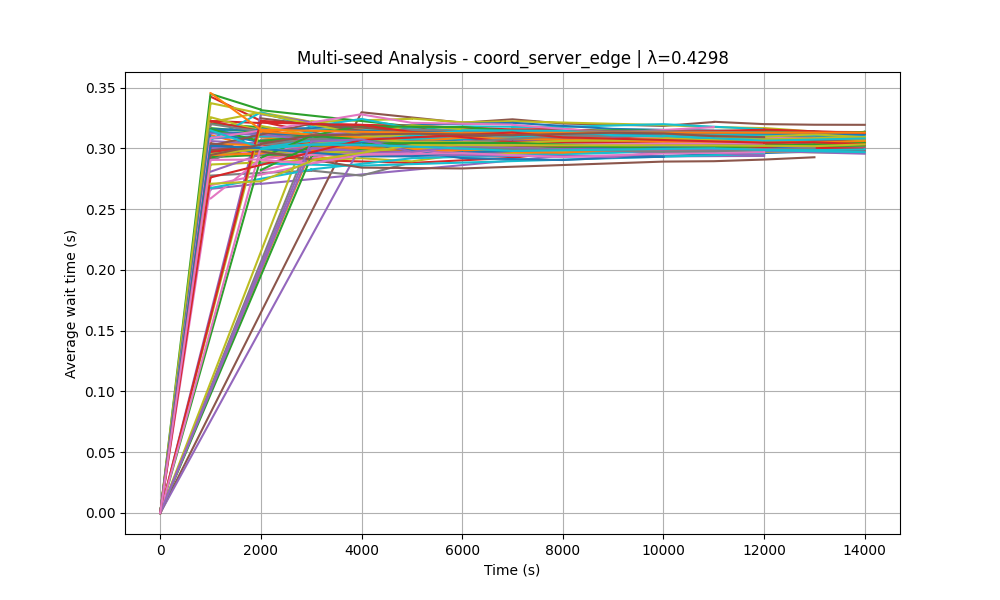 Multi-seed Analysis - coord_server_edge | λ=0.4298
0.35
0.30
0.25
0.20
0.15
0.10
0.05
0.00
Average wait time (s)
0 2000 4000 6000 8000 10000 12000 14000
Time (s)